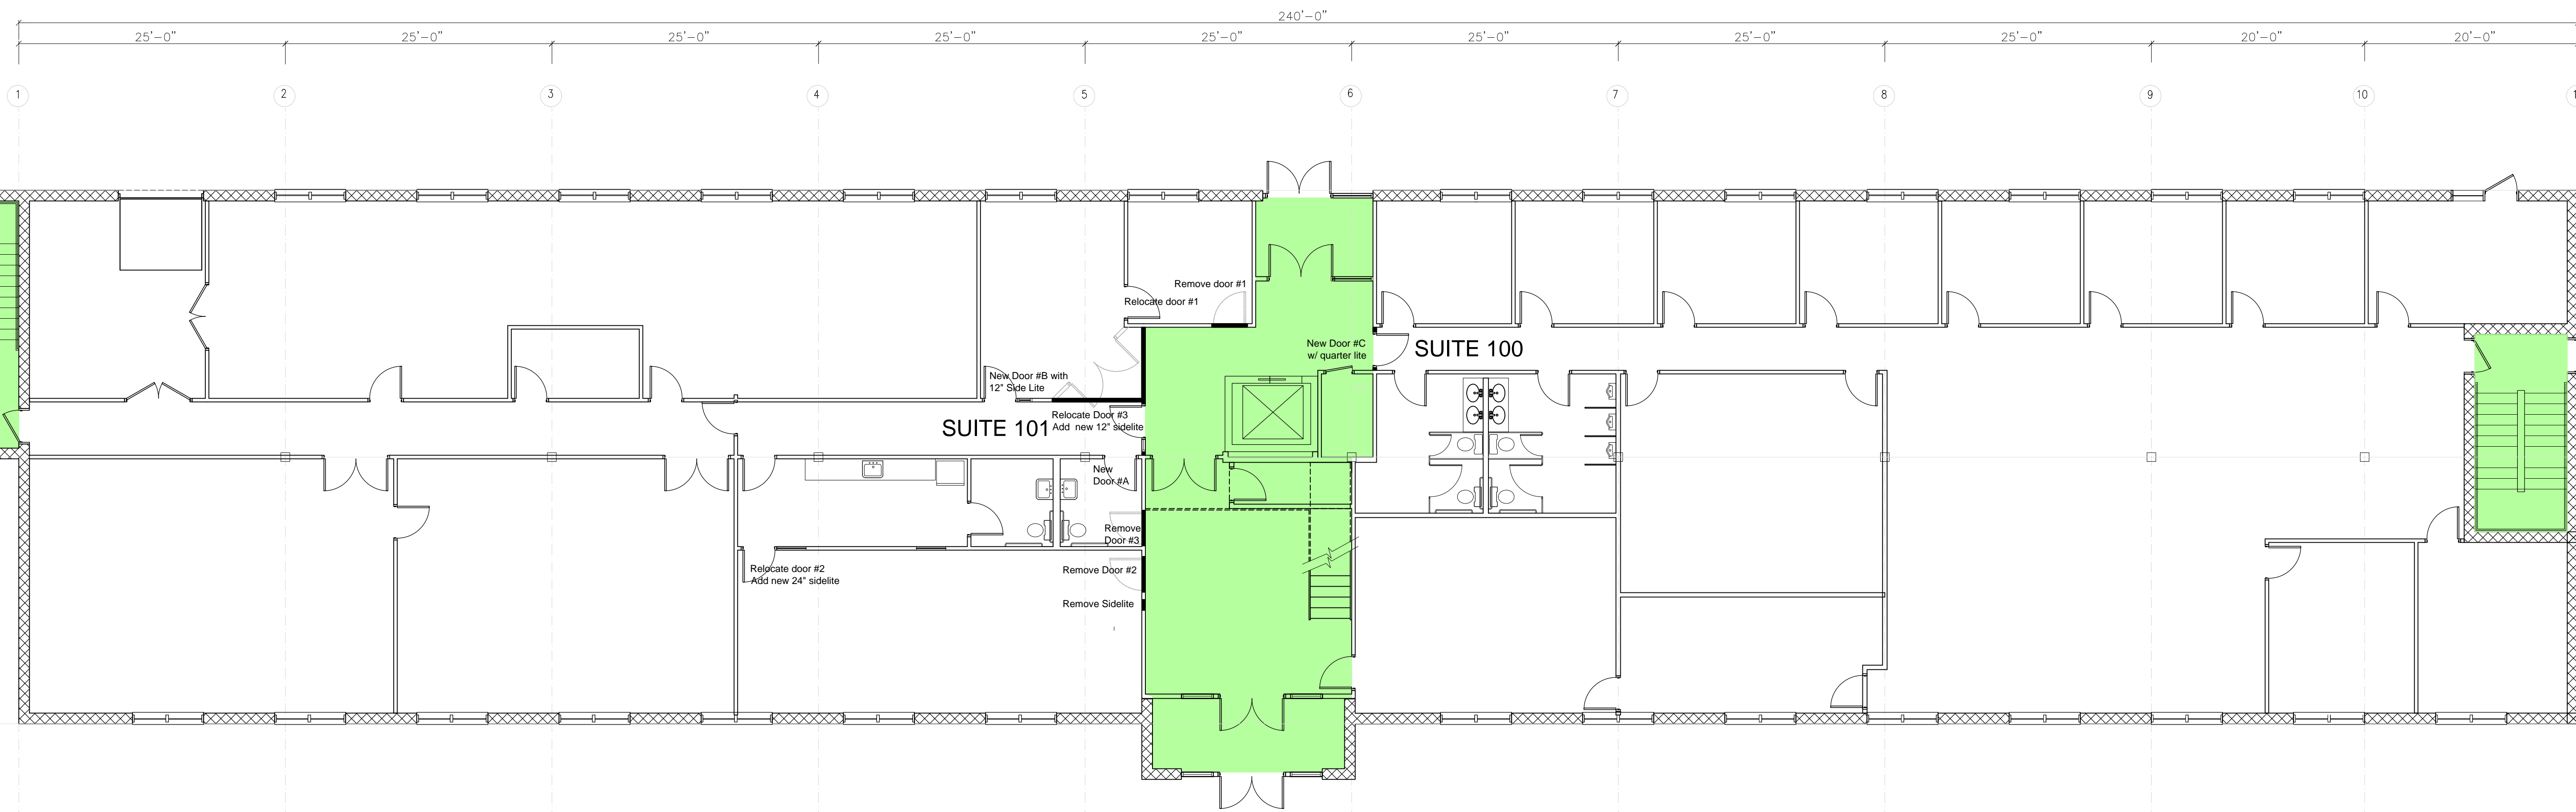 240'-0"
25'-0"
25'-0"
25'-0"
25'-0"
25'-0"
25'-0"
25'-0"
25'-0"
20'-0"
20'-0"
1
2
3
4
5
6
7
8
9
10
Remove door #1
Relocate door #1
New Door #C
w/ quarter lite
SUITE 100
New Door #B with
12" Side Lite
Relocate Door #3
Add new 12" sidelite
SUITE 101
New
Door #A
Remove
Door #3
Relocate door #2
Add new 24" sidelite
Remove Door #2
Remove Sidelite